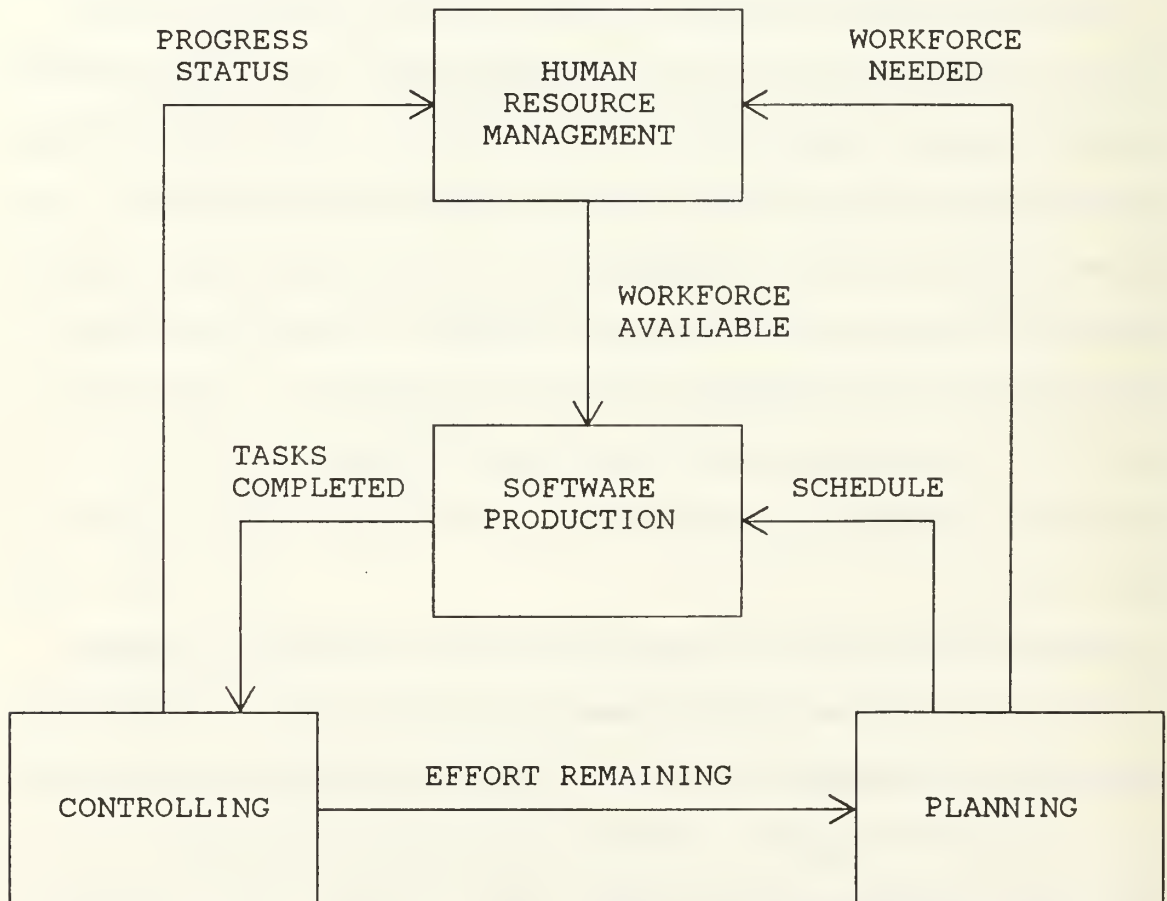 PROGRESS
STATUS
HUMAN
RESOURCE
MANAGEMENT
WORKFORCE
NEEDED
WORKFORCE
AVAILABLE
TASKS
COMPLETED
SOFTWARE
PRODUCTION
SCHEDULE
CONTROLLING
EFFORT REMAINING
PLANNING